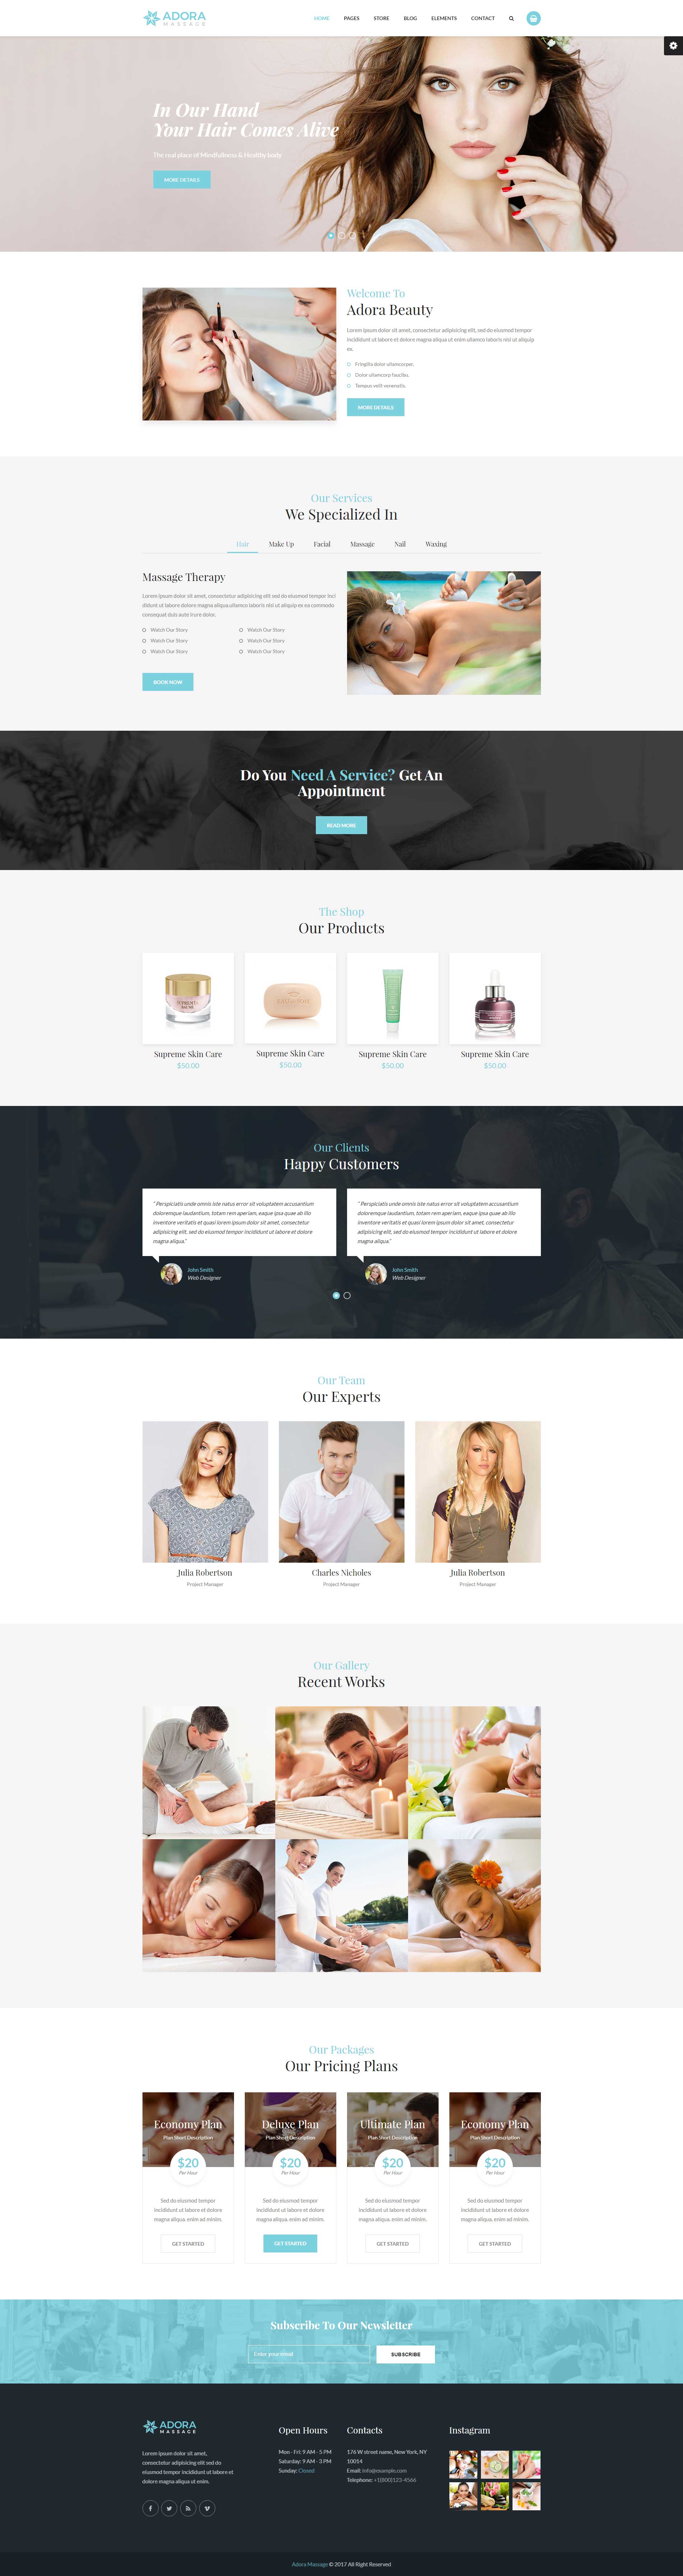 ADORA
MASSAGE
HOME PAGES STORE BLOG ELEMENTS CONTACT
In Our Hand
Your Hair Comes Alive
The real place of Mindfulness & Healthy body
MORE DETAILS
Welcome To
Adora Beauty
Lorem ipsum dolor sit amet, consectetur adipisicing elit, sed do eiusmod tempor
incididunt ut labore et dolore magna aliqua ut enim ullamco laboris nisi ut aliquip
ex.
Fringilla dolor ullamcorper.
Dolor ullamcorp faucibu.
Tempus velit venenatis.
MORE DETAILS
Our Services
We Specialized In
Hair Make Up Facial Massage Nail Waxing
Massage Therapy
Lorem ipsum dolor sit amet, consectetur adipisicing elit sed do eiusmod temper inci
didunt ut labore dolore magna aliqua.ullamco laboris nisl ut aliquip ex ea commodo
consequat duis aute irure dolor.
Watch Our Story Watch Our Story
Watch Our Story Watch Our Story
Watch Our Story Watch Our Story
BOOK NOW
Do You Need A Service? Get An
Appointment
READ MORE
The Shop
Our Products
Supreme Skin Care Supreme Skin Care Supreme Skin Care Supreme Skin Care
$50.00 $50.00 $50.00 $50.00
Our Clients
Happy Customers
" Perspiciatis unde omnis iste natus error sit voluptatem accusantium
doloremque laudantium, totam rem aperiam, eaque ipsa quae ab illo
inventore veritatis et quasi lorem ipsum dolor sit amet, consectetur
adipisicing elit, sed do eiusmod tempor incididunt ut labore et dolore
magna aliqua."
John Smith
Web Designer
" Perspiciatis unde omnis iste natus error sit voluptatem accusantium
doloremque laudantium, totam rem aperiam, eaque ipsa quae ab illo
inventore veritatis et quasi lorem ipsum dolor sit amet, consectetur
adipisicing elit, sed do eiusmod tempor incididunt ut labore et dolore
magna aliqua."
John Smith
Web Designer
Our Team
Our Experts
Julia Robertson Charles Nicholes Julia Robertson
Project Manager Project Manager Project Manager
Our Gallery
Recent Works
Our Packages
Our Pricing Plans
Economy Plan
Plan Short Description
$20
Per Hour
Sed do eiusmod tempor
incididunt ut labore et dolore
magna aliqua. enim ad minim.
GET STARTED
Deluxe Plan
Plan Short Description
$20
Per Hour
Sed do eiusmod tempor
incididunt ut labore et dolore
magna aliqua. enim ad minim.
GET STARTED
Ultimate Plan
Plan Short Description
$20
Per Hour
Sed do eiusmod tempor
incididunt ut labore et dolore
magna aliqua. enim ad minim.
GET STARTED
Economy Plan
Plan Short Description
$20
Per Hour
Sed do eiusmod tempor
incididunt ut labore et dolore
magna aliqua. enim ad minim.
GET STARTED
Subscribe To Our Newsletter
Enter your email
SUBSCRIBE
ADORA
MASSAGE
Lorem ipsum dolor sit amet,
consectetur adipisicing elit sed do
eiusmod tempor incididunt ut labore et
dolore magna aliqua ut enim.
Open Hours
Mon - Fri: 9 AM - 5 PM
Saturday: 9 AM - 3 PM
Sunday: Closed
Contacts
176 W street name, New York, NY
10014
Email: info@example.com
Telephone: +1(800)123-4566
Instagram
Adora Massage © 2017 All Right Reserved